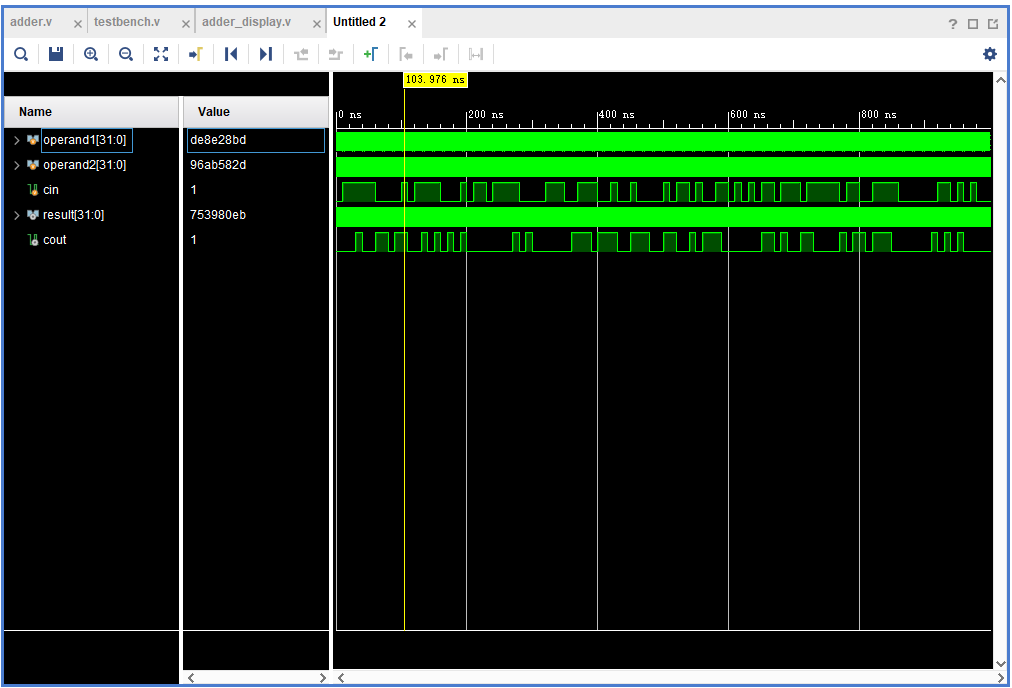 adder.v × testbench.v × adder_display.v × Untitled 2 ×
?
103.976 ns
Name Value
0 ns 200 ns 400 ns 600 ns 800 ns
operand1[31:0] de8e28bd
operand2[31:0] 96ab582d
cin 1
result[31:0] 753980eb
cout 1